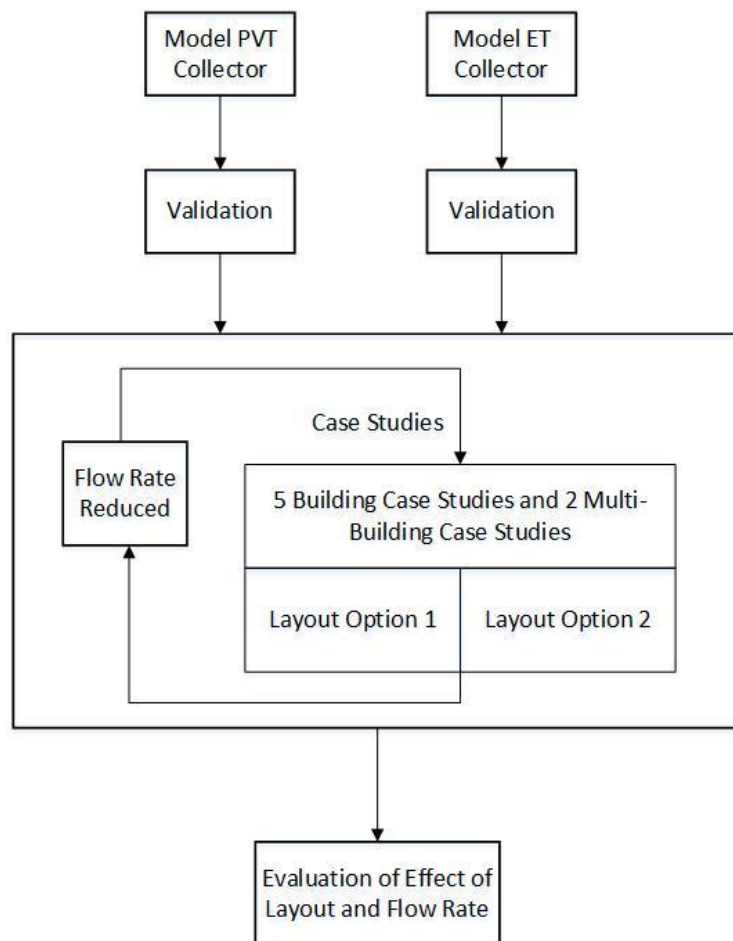 Model PVT
Collector
Model ET
Collector
Validation
Validation
Case Studies
Flow Rate
Reduced
5 Building Case Studies and 2 Multi-
Building Case Studies
Layout Option 1
Layout Option 2
Evaluation of Effect of
Layout and Flow Rate